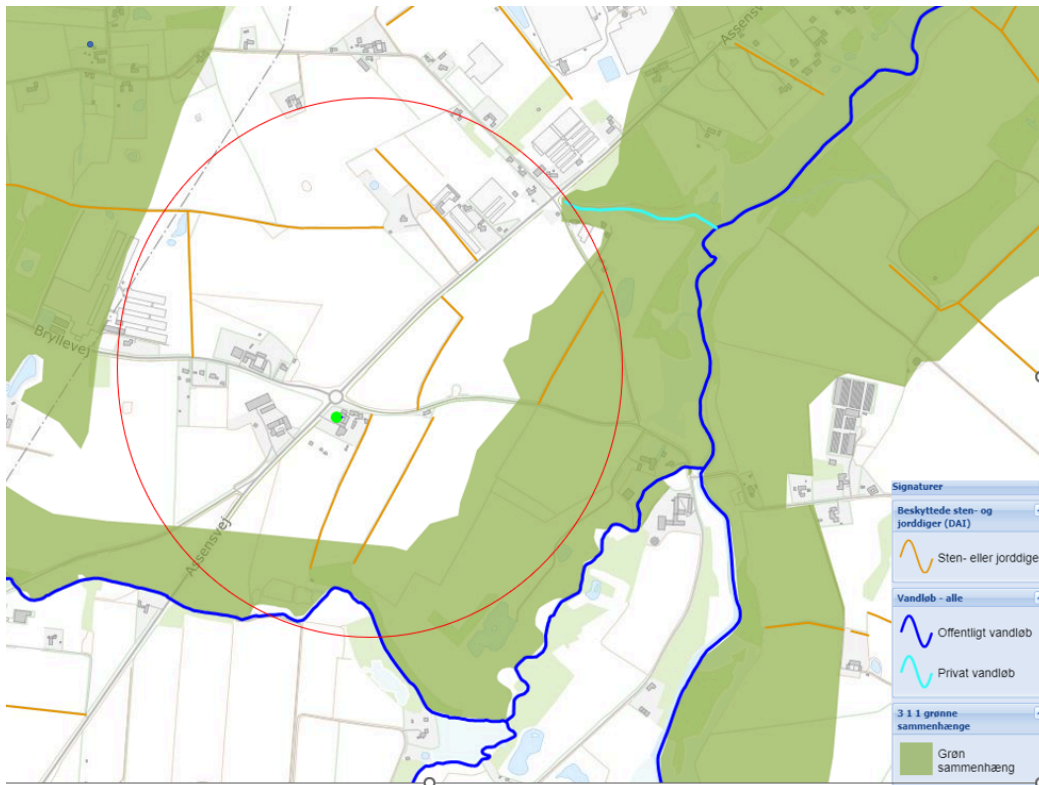 Assensvej
Bryllevej
Assensvej
Signaturer
Beskyttede sten- og
jorddiger (DAI)
Sten- eller jorddige
Vandløb - alle
Offentligt vandløb
Privat vandløb
3 1 1 grønne
sammenhænge
Grøn
sammenhæng